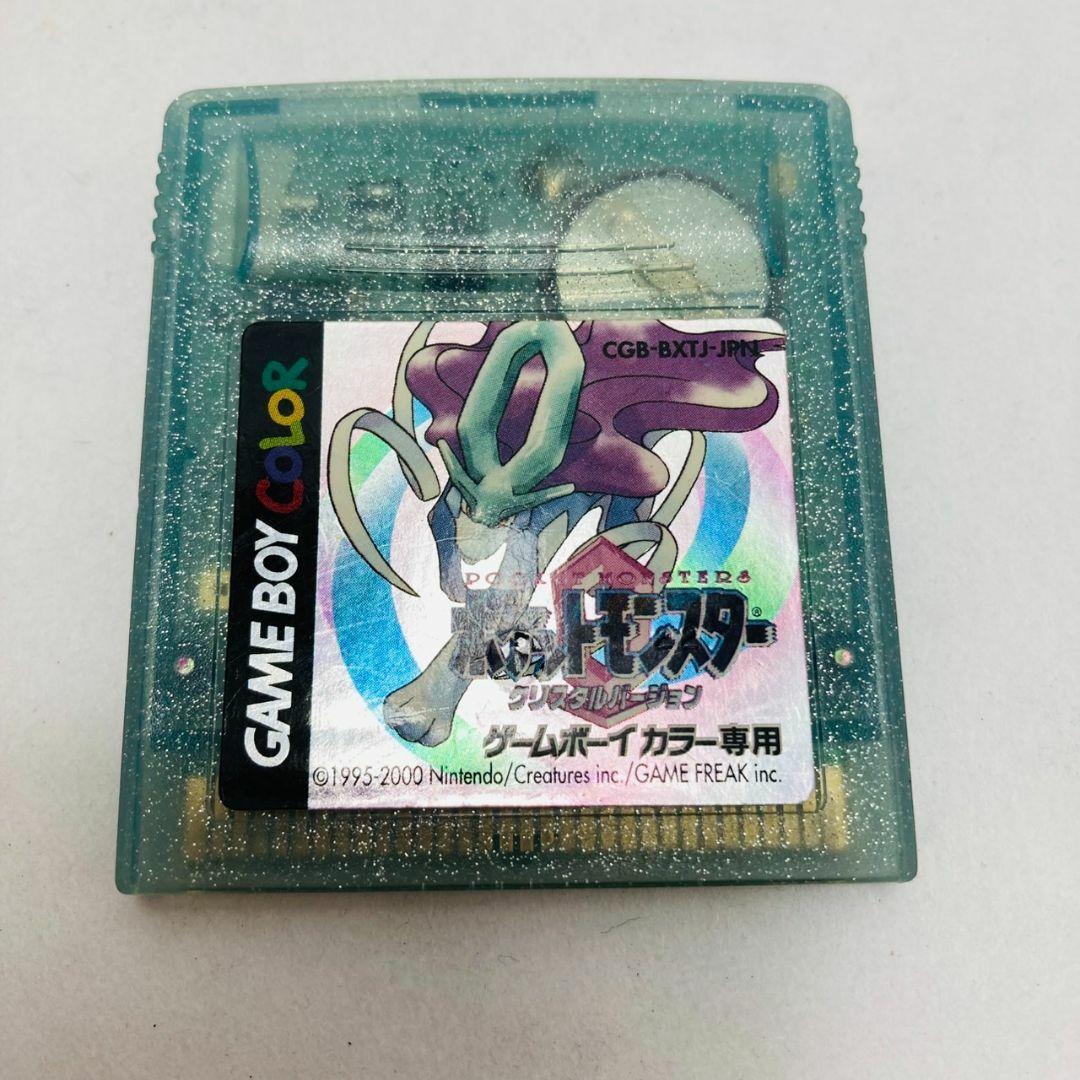 GAME BOY COLOR
CGB-BXTJ-JPN
POCKET MONSTERS
ポケットモンスター®
クリスタルバージョン
ゲームボーイカラー専用
©1995-2000 Nintendo/Creatures inc./GAME FREAK inc.